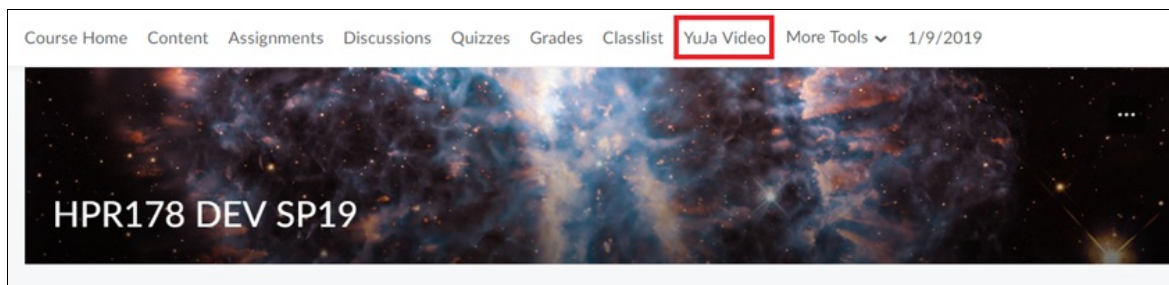 Course Home Content Assignments Discussions Quizzes Grades Classlist YuJa Video More Tools 1/9/2019
HPR178 DEV SP19